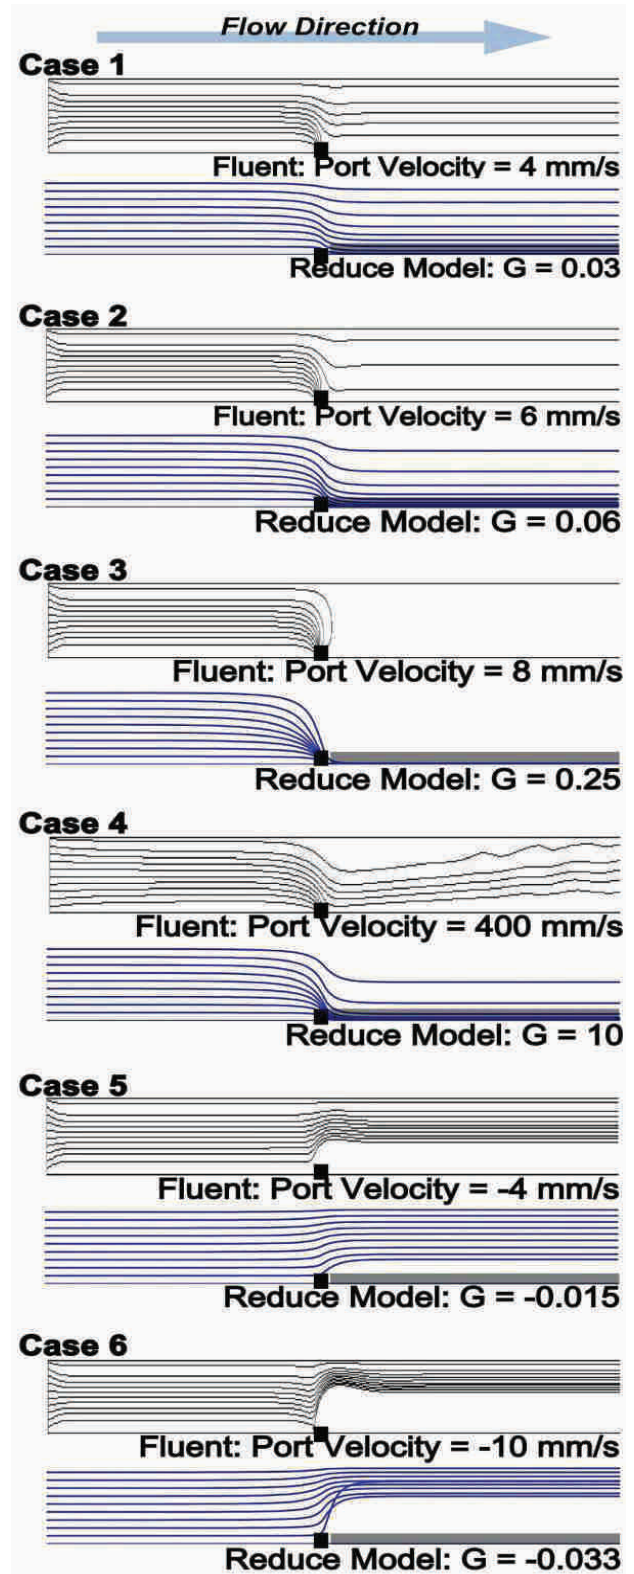 Flow Direction
Case 1
Fluent: Port Velocity = 4 mm/s
Reduce Model: G = 0.03
Case 2
Fluent: Port Velocity = 6 mm/s
Reduce Model: G = 0.06
Case 3
Fluent: Port Velocity = 8 mm/s
Reduce Model: G = 0.25
Case 4
Fluent: Port Velocity = 400 mm/s
Reduce Model: G = 10
Case 5
Fluent: Port Velocity = -4 mm/s
Reduce Model: G = -0.015
Case 6
Fluent: Port Velocity = -10 mm/s
Reduce Model: G = -0.033